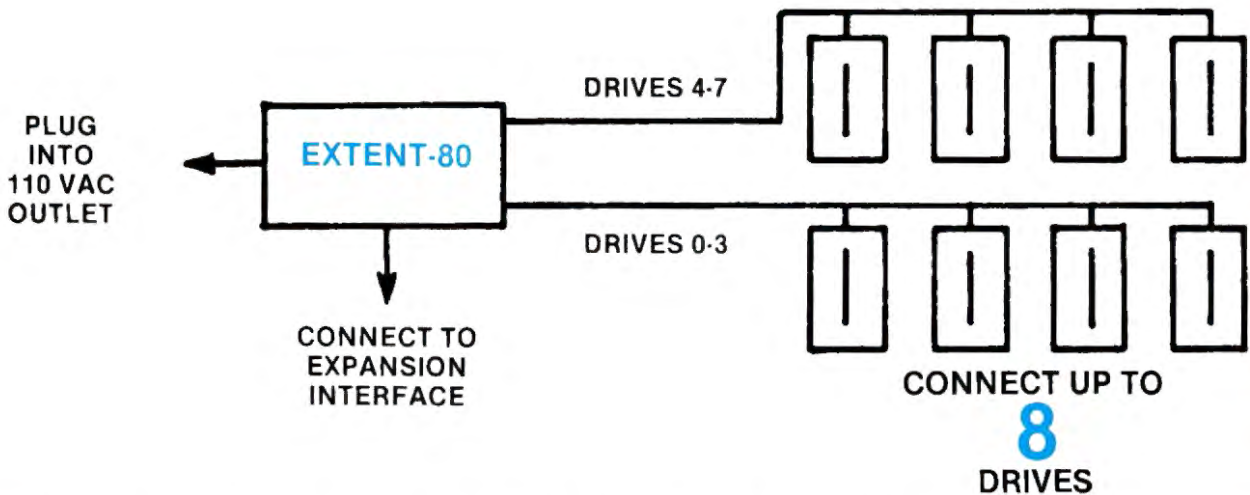 DRIVES 4-7
PLUG
INTO
110 VAC
OUTLET
EXTENT-80
DRIVES 0-3
CONNECT TO
EXPANSION
INTERFACE
CONNECT UP TO
8
DRIVES